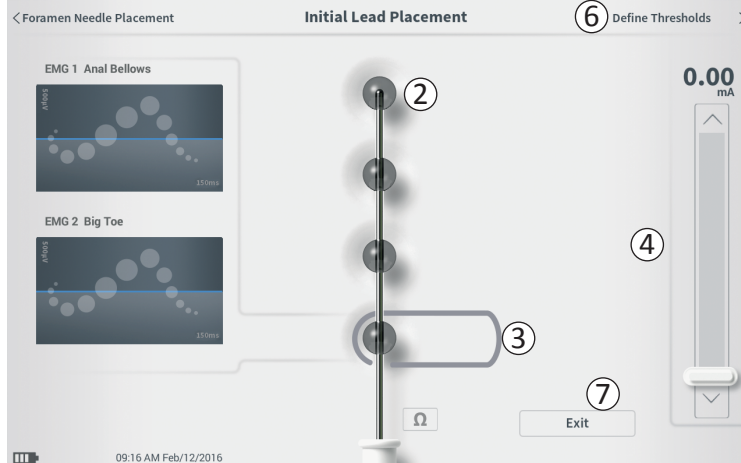 <Foramen Needle Placement
Initial Lead Placement
6
Define Thresholds >
EMG 1 Anal Bellows
500µV
150ms
2
0.00
mA
EMG 2 Big Toe
500µV
150ms
4
3
7
Ω
Exit
09:16 AM Feb/12/2016